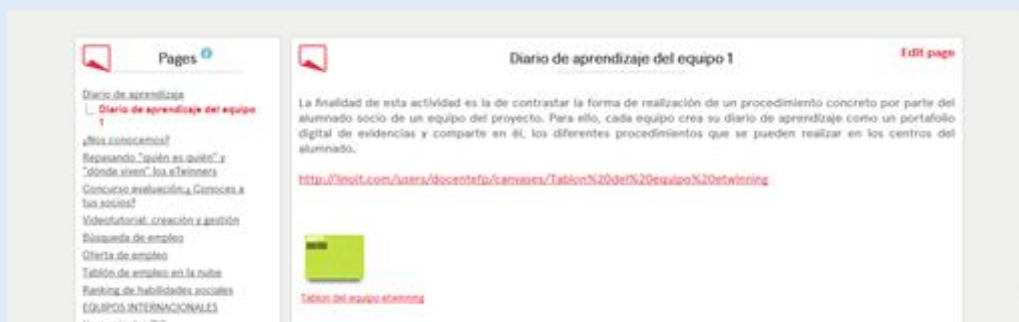 Pages
Diario de aprendizaje
Diario de aprendizaje del equipo
1
¿Nos conocemos?
Repasando "quién es quién" y
"dónde viven" los eTwinners
Concurso evaluación:¿ Conoces a
tus socios?
Videotutorial: creación y gestión
Búsqueda de empleo
Oferta de empleo
Tablón de empleo en la nube
Ranking de habilidades sociales
EQUIPOS INTERNACIONALES
Diario de aprendizaje del equipo 1
Edit page
La finalidad de esta actividad es la de contrastar la forma de realización de un procedimiento concreto por parte del
alumnado socio de un equipo del proyecto. Para ello, cada equipo crea su diario de aprendizaje como un portafolio
digital de evidencias y comparte en él, los diferentes procedimientos que se pueden realizar en los centros del
alumnado.
http://linoit.com/users/docentefp/canvases/Tablon%20del%20equipo%20etwinning
Tablon del equipo etwinning